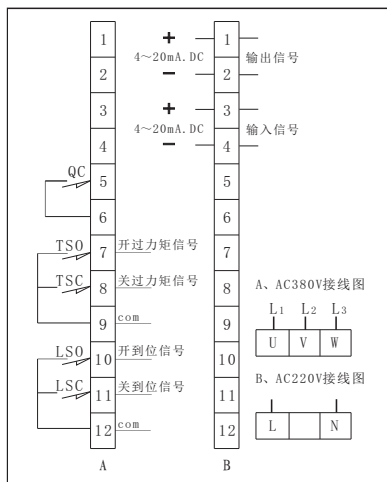 1 + 1
4～20mA.DC 输出信号
2 − 2
3 + 3
4～20mA.DC 输入信号
4 − 4
QC 5 5
6 6
TSO 7 开过力矩信号 7
TSC 8 关过力矩信号 8
A、AC380V接线图
L1 L2 L3
9 com 9
U V W
LSO 10 开到位信号 10
LSC 11 关到位信号 11
B、AC220V接线图
12 com 12
L N
A B